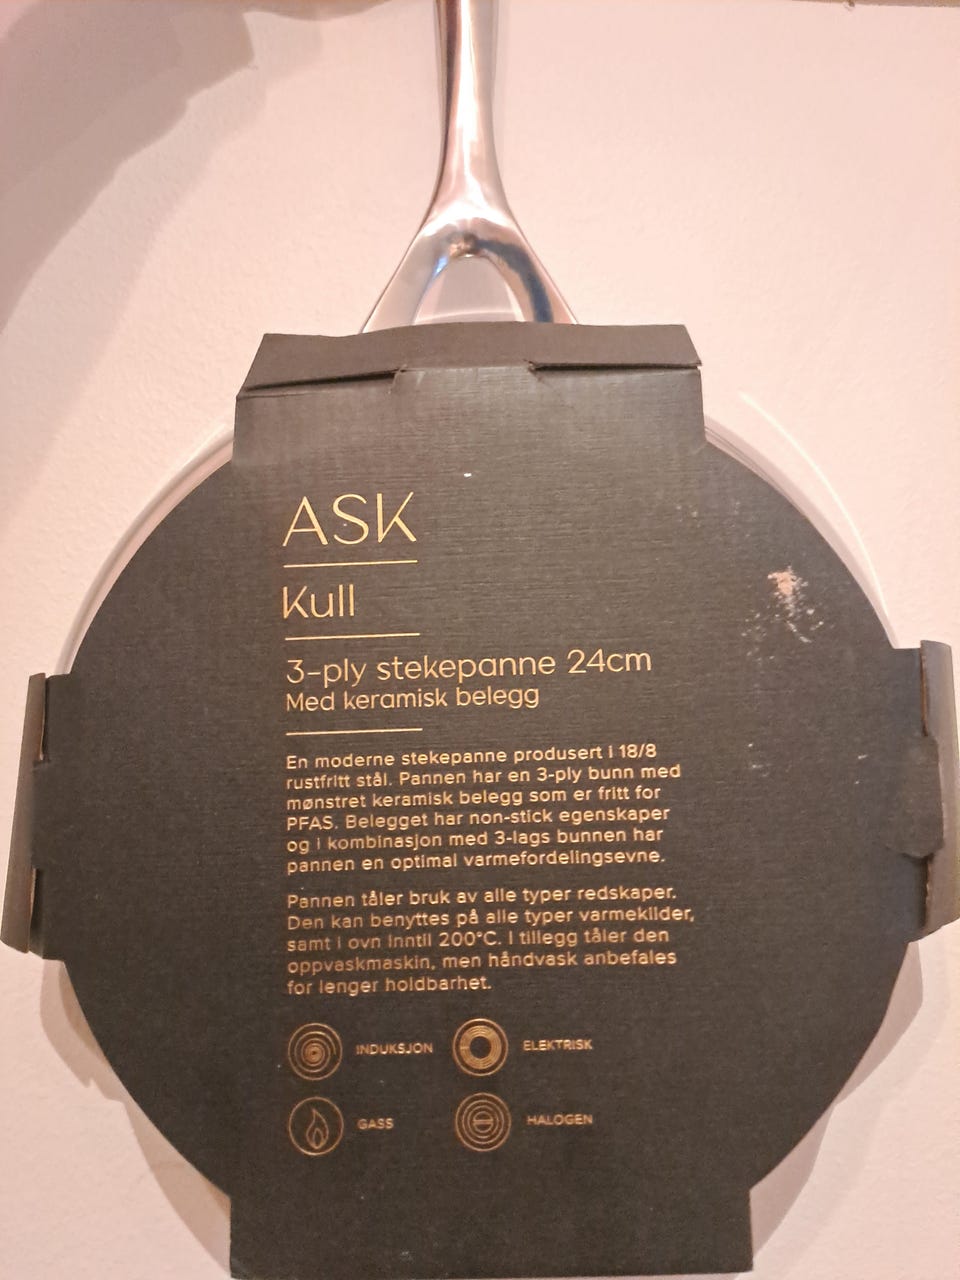 ASK
Kull
3-ply stekepanne 24cm
Med keramisk belegg
En moderne stekepanne produsert i 18/8
rustfritt stål. Pannen har en 3-ply bunn med
mønstret keramisk belegg som er fritt for
PFAS. Belegget har non-stick egenskaper
og i kombinasjon med 3-lags bunnen har
pannen en optimal varmefordelingsevne.
Pannen tåler bruk av alle typer redskaper.
Den kan benyttes på alle typer varmekilder,
samt i ovn inntil 200°C. I tillegg tåler den
oppvaskmaskin, men håndvask anbefales
for lenger holdbarhet.
INDUKSJON
ELEKTRISK
GASS
HALOGEN